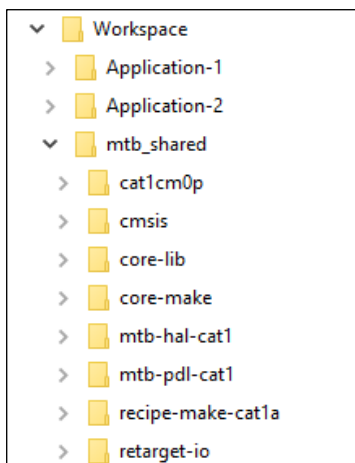 Workspace
Application-1
Application-2
mtb_shared
cat1cm0p
cmsis
core-lib
core-make
mtb-hal-cat1
mtb-pdl-cat1
recipe-make-cat1a
retarget-io